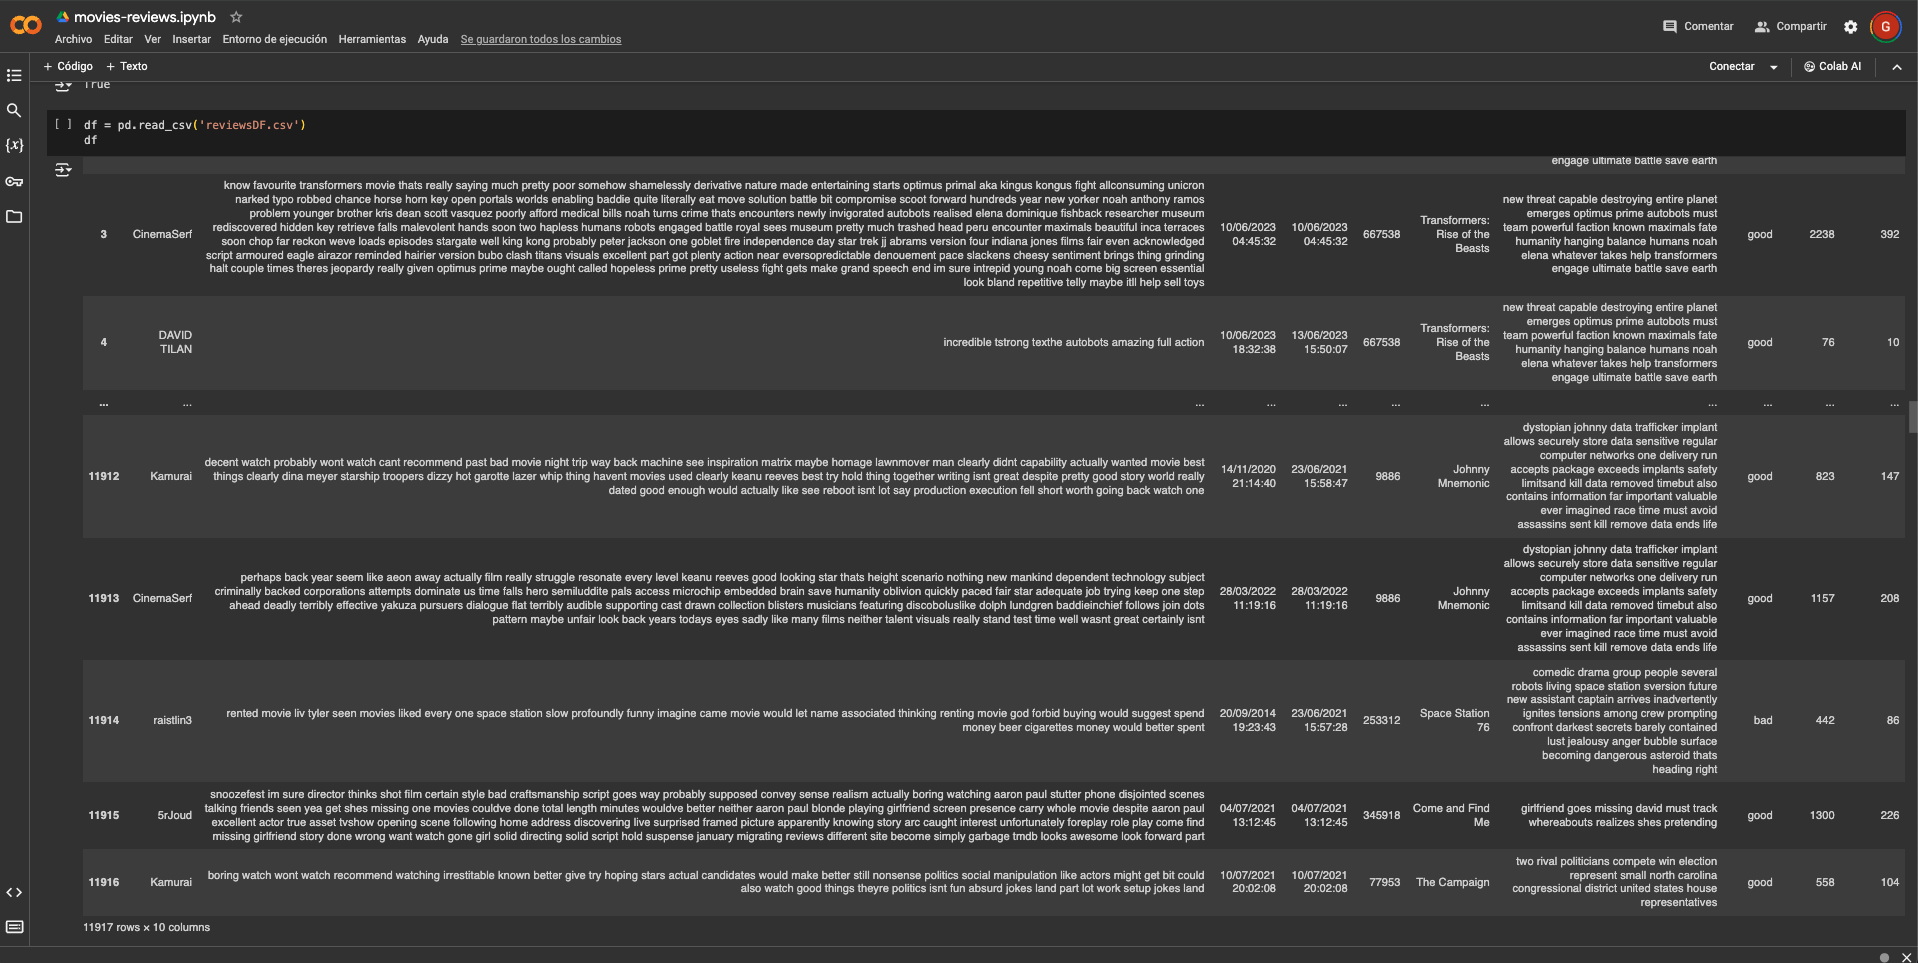 movies-reviews.ipynb
Comentar
Compartir
G
Archivo Editar Ver Insertar Entorno de ejecución Herramientas Ayuda Se guardaron todos los cambios
+ Código + Texto
Conectar
Colab AI
True
[ ] df = pd.read_csv('reviewsDF.csv')
df
engage ultimate battle save earth
3
CinemaSerf
know favourite transformers movie thats really saying much pretty poor somehow shamelessly derivative nature made entertaining starts optimus primal aka kingus kongus fight allconsuming unicron
narked typo robbed chance horse horn key open portals worlds enabling baddie quite literally eat move solution battle bit compromise scoot forward hundreds year new yorker noah anthony ramos
problem younger brother kris dean scott vasquez poorly afford medical bills noah turns crime thats encounters newly invigorated autobots realised elena dominique fishback researcher museum
rediscovered hidden key retrieve falls malevolent hands soon two hapless humans robots engaged battle royal sees museum pretty much trashed head peru encounter maximals beautiful inca terraces
soon chop far reckon weve loads episodes stargate well king kong probably peter jackson one goblet fire independence day star trek jj abrams version four indiana jones films fair even acknowledged
script armoured eagle airazor reminded hairier version bubo clash titans visuals excellent part got plenty action near eversopredictable denouement pace slackens cheesy sentiment brings thing grinding
halt couple times theres jeopardy really given optimus prime maybe ought called hopeless prime pretty useless fight gets make grand speech end im sure intrepid young noah come big screen essential
look bland repetitive telly maybe itll help sell toys
10/06/2023
04:45:32
10/06/2023
04:45:32
667538
Transformers:
Rise of the
Beasts
new threat capable destroying entire planet
emerges optimus prime autobots must
team powerful faction known maximals fate
humanity hanging balance humans noah
elena whatever takes help transformers
engage ultimate battle save earth
good
2238
392
4
DAVID
TILAN
incredible tstrong texthe autobots amazing full action
10/06/2023
18:32:38
13/06/2023
15:50:07
667538
Transformers:
Rise of the
Beasts
new threat capable destroying entire planet
emerges optimus prime autobots must
team powerful faction known maximals fate
humanity hanging balance humans noah
elena whatever takes help transformers
engage ultimate battle save earth
good
76
10
... ... ... ... ... ... ... ... ... ... ...
11912
Kamurai
decent watch probably wont watch cant recommend past bad movie night trip way back machine see inspiration matrix maybe homage lawnmover man clearly didnt capability actually wanted movie best
things clearly dina meyer starship troopers dizzy hot garotte lazer whip thing havent movies used clearly keanu reeves best try hold thing together writing isnt great despite pretty good story world really
dated good enough would actually like see reboot isnt lot say production execution fell short worth going back watch one
14/11/2020
21:14:40
23/06/2021
15:58:47
9886
Johnny
Mnemonic
dystopian johnny data trafficker implant
allows securely store data sensitive regular
computer networks one delivery run
accepts package exceeds implants safety
limitsand kill data removed timebut also
contains information far important valuable
ever imagined race time must avoid
assassins sent kill remove data ends life
good
823
147
11913
CinemaSerf
perhaps back year seem like aeon away actually film really struggle resonate every level keanu reeves good looking star thats height scenario nothing new mankind dependent technology subject
criminally backed corporations attempts dominate us time falls hero semiluddite pals access microchip embedded brain save humanity oblivion quickly paced fair star adequate job trying keep one step
ahead deadly terribly effective yakuza pursuers dialogue flat terribly audible supporting cast drawn collection blisters musicians featuring discoboluslike dolph lundgren baddieinchief follows join dots
pattern maybe unfair look back years todays eyes sadly like many films neither talent visuals really stand test time well wasnt great certainly isnt
28/03/2022
11:19:16
28/03/2022
11:19:16
9886
Johnny
Mnemonic
dystopian johnny data trafficker implant
allows securely store data sensitive regular
computer networks one delivery run
accepts package exceeds implants safety
limitsand kill data removed timebut also
contains information far important valuable
ever imagined race time must avoid
assassins sent kill remove data ends life
good
1157
208
11914
raistlin3
rented movie liv tyler seen movies liked every one space station slow profoundly funny imagine came movie would let name associated thinking renting movie god forbid buying would suggest spend
money beer cigarettes money would better spent
20/09/2014
19:23:43
23/06/2021
15:57:28
253312
Space Station
76
comedic drama group people several
robots living space station sversion future
new assistant captain arrives inadvertently
ignites tensions among crew prompting
confront darkest secrets barely contained
lust jealousy anger bubble surface
becoming dangerous asteroid thats
heading right
bad
442
86
11915
5rJoud
snoozefest im sure director thinks shot film certain style bad craftsmanship script goes way probably supposed convey sense realism actually boring watching aaron paul stutter phone disjointed scenes
talking friends seen yea get shes missing one movies couldve done total length minutes wouldve better neither aaron paul blonde playing girlfriend screen presence carry whole movie despite aaron paul
excellent actor true asset tvshow opening scene following home address discovering live surprised framed picture apparently knowing story arc caught interest unfortunately foreplay role play come find
missing girlfriend story done wrong want watch gone girl solid directing solid script hold suspense january migrating reviews different site become simply garbage tmdb looks awesome look forward part
04/07/2021
13:12:45
04/07/2021
13:12:45
345918
Come and Find
Me
girlfriend goes missing david must track
whereabouts realizes shes pretending
good
1300
226
11916
Kamurai
boring watch wont watch recommend watching irrestitable known better give try hoping stars actual candidates would make better still nonsense politics social manipulation like actors might get bit could
also watch good things theyre politics isnt fun absurd jokes land part lot work setup jokes land
10/07/2021
20:02:08
10/07/2021
20:02:08
77953
The Campaign
two rival politicians compete win election
represent small north carolina
congressional district united states house
representatives
good
558
104
11917 rows × 10 columns